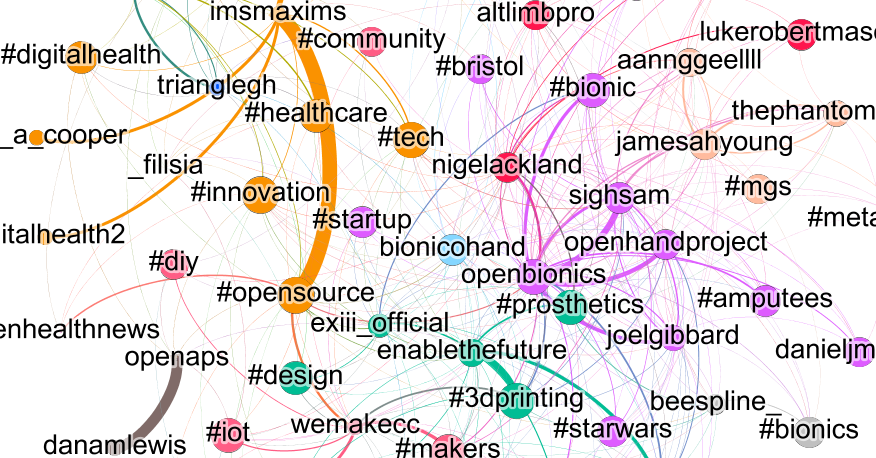 imsmaxims
altlimbpro
lukerobertmaso
#community
#digitalhealth
aannggeellll
#bristol
trianglegh
#bionic
#healthcare
thephantom
_a_cooper
#tech
jamesahyoung
_filisia
nigelackland
#innovation
sighsam
#mgs
#startup
#meta
italhealth2
bionicohand
openhandproject
#diy
openbionics
#opensource
#prosthetics
#amputees
enhealthnews
exiii_official
joelgibbard
openaps
enablethefuture
danieljm
#design
#3dprinting
beespline_
wemakecc
#iot
#starwars
#bionics
danamlewis
#makers